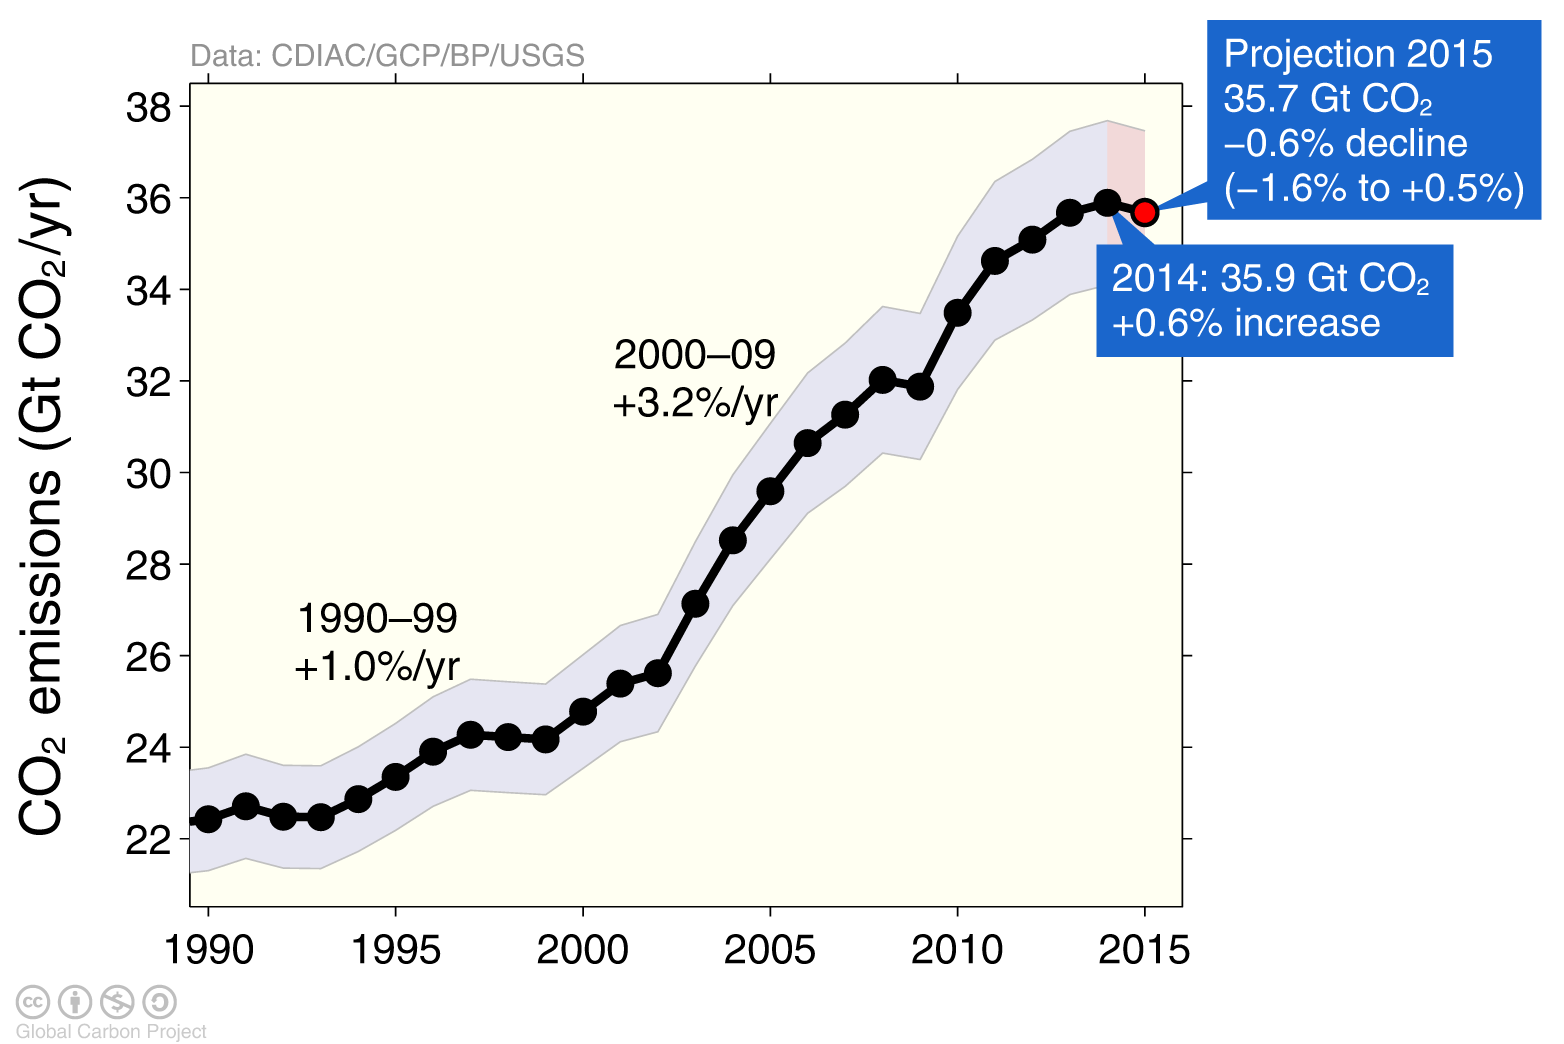 Data: CDIAC/GCP/BP/USGS
Projection 2015
35.7 Gt CO₂
−0.6% decline
(−1.6% to +0.5%)
2014: 35.9 Gt CO₂
+0.6% increase
2000–09
+3.2%/yr
1990–99
+1.0%/yr
CO₂ emissions (Gt CO₂/yr)
38
36
34
32
30
28
26
24
22
1990 1995 2000 2005 2010 2015
cc
Global Carbon Project